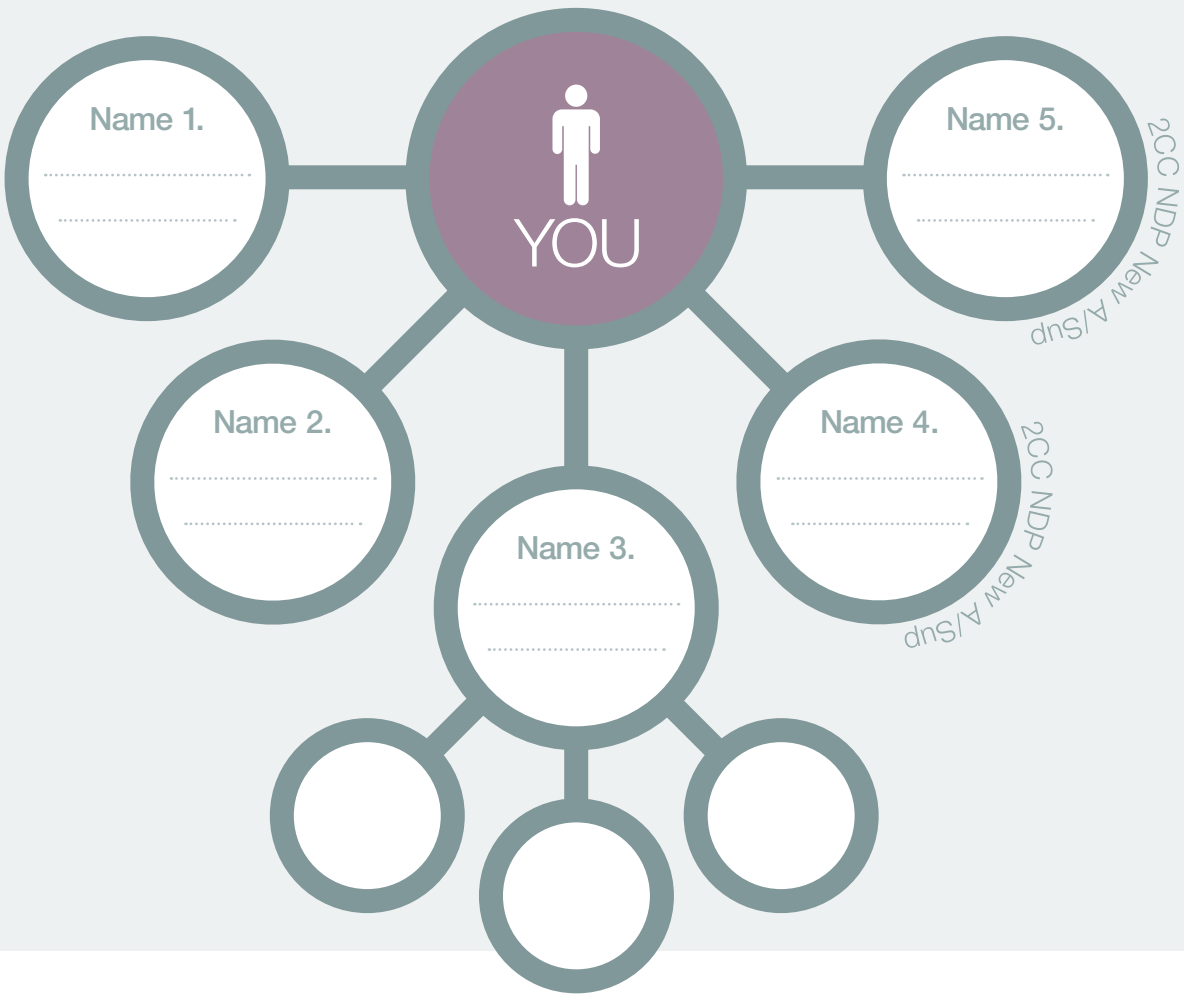 Name 1.
YOU
Name 5.
2CC NDP New A/Sup
Name 2.
Name 4.
2CC NDP New A/Sup
Name 3.